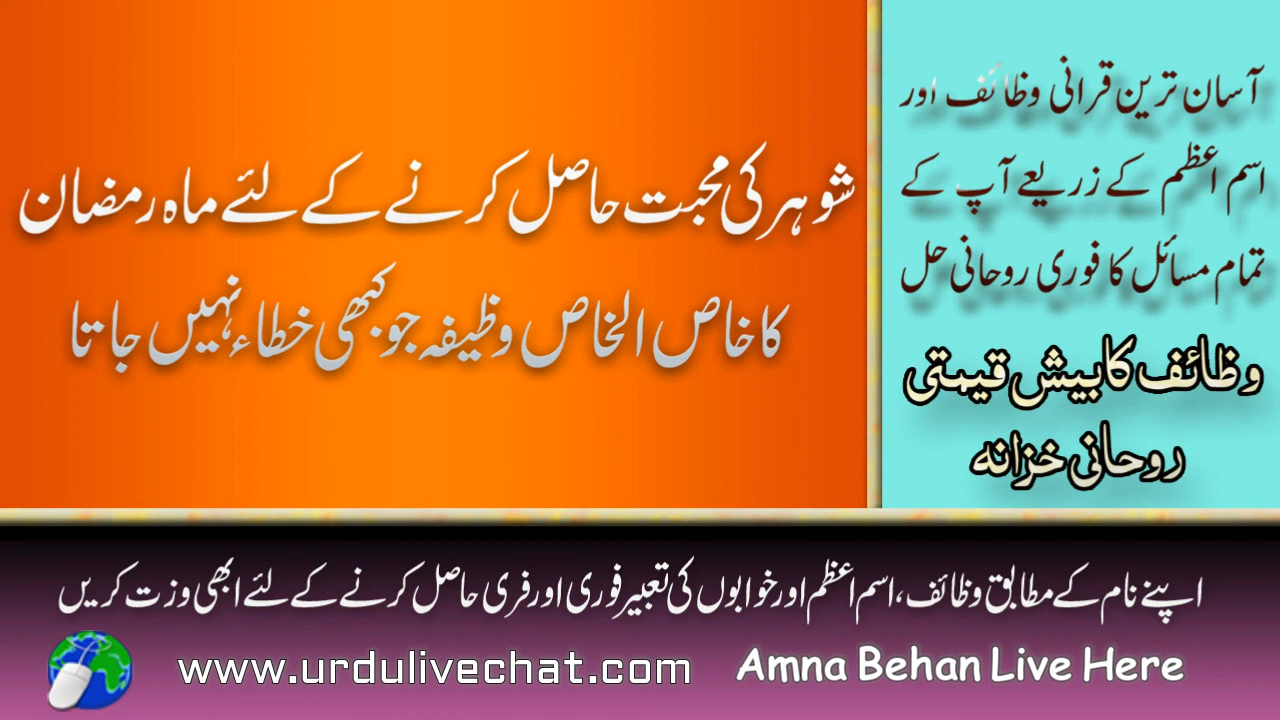 شوہر کی محبت حاصل کرنے کے لئے ماہ رمضان
کا خاص الخاص وظیفہ جو کبھی خطاء نہیں جاتا
آسان ترین قرانی وظائف اور
اسم اعظم کے زریعے آپ کے
تمام مسائل کا فوری روحانی حل
وظائف کا بیش قیمتی
روحانی خزانہ
اپنے نام کے مطابق وظائف، اسم اعظم اور خوابوں کی تعبیر فوری اور فری حاصل کرنے کے لئے ابھی وزت کریں
www.urdulivechat.com Amna Behan Live Here